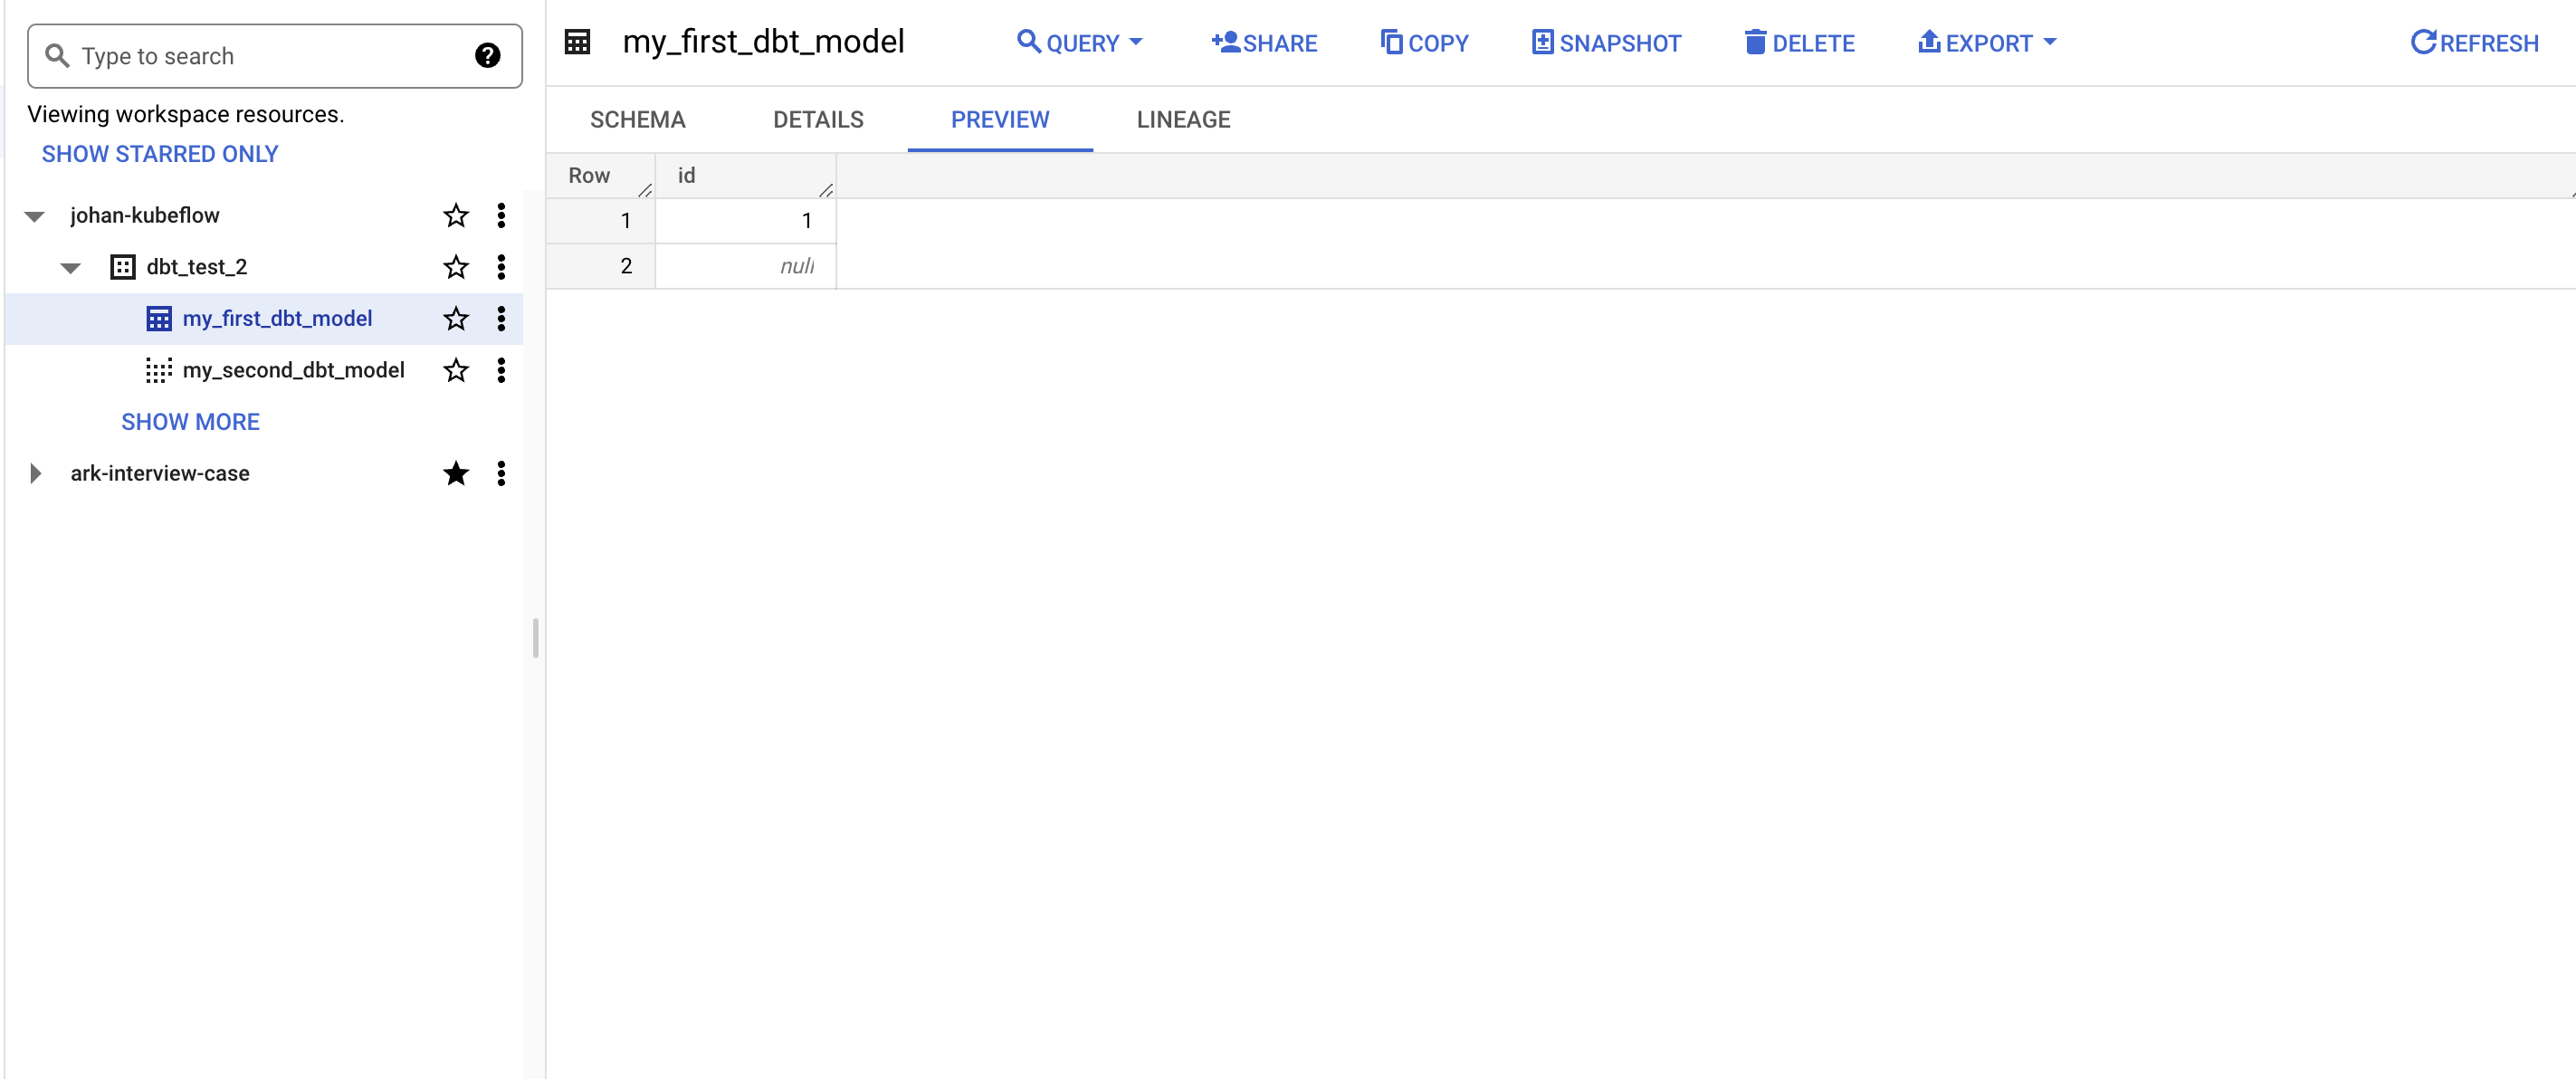 Type to search
?
Viewing workspace resources.
SHOW STARRED ONLY
johan-kubeflow
dbt_test_2
my_first_dbt_model
my_second_dbt_model
SHOW MORE
ark-interview-case
my_first_dbt_model QUERY SHARE COPY SNAPSHOT DELETE EXPORT REFRESH
SCHEMA DETAILS PREVIEW LINEAGE
Row id
1 1
2 null